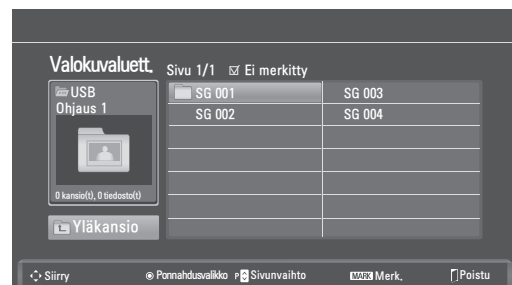 Valokuvaluett.
Sivu 1/1 ☑ Ei merkitty
USB
Ohjaus 1
SG 001
SG 003
SG 002
SG 004
0 kansio(t), 0 tiedosto(t)
Yläkansio
Siirry
Ponnahdusvalikko
P Sivunvaihto
MARK Merk.
Poistu